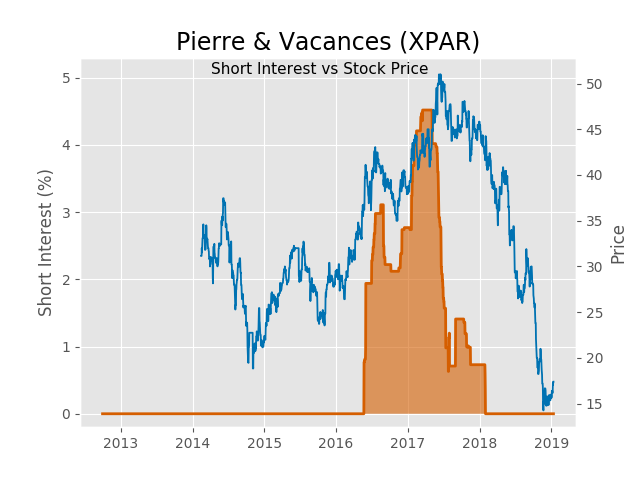 Pierre & Vacances (XPAR)
Short Interest vs Stock Price
Short Interest (%)
5
4
3
2
1
0
50
45
40
35
30
25
20
15
Price
2013 2014 2015 2016 2017 2018 2019